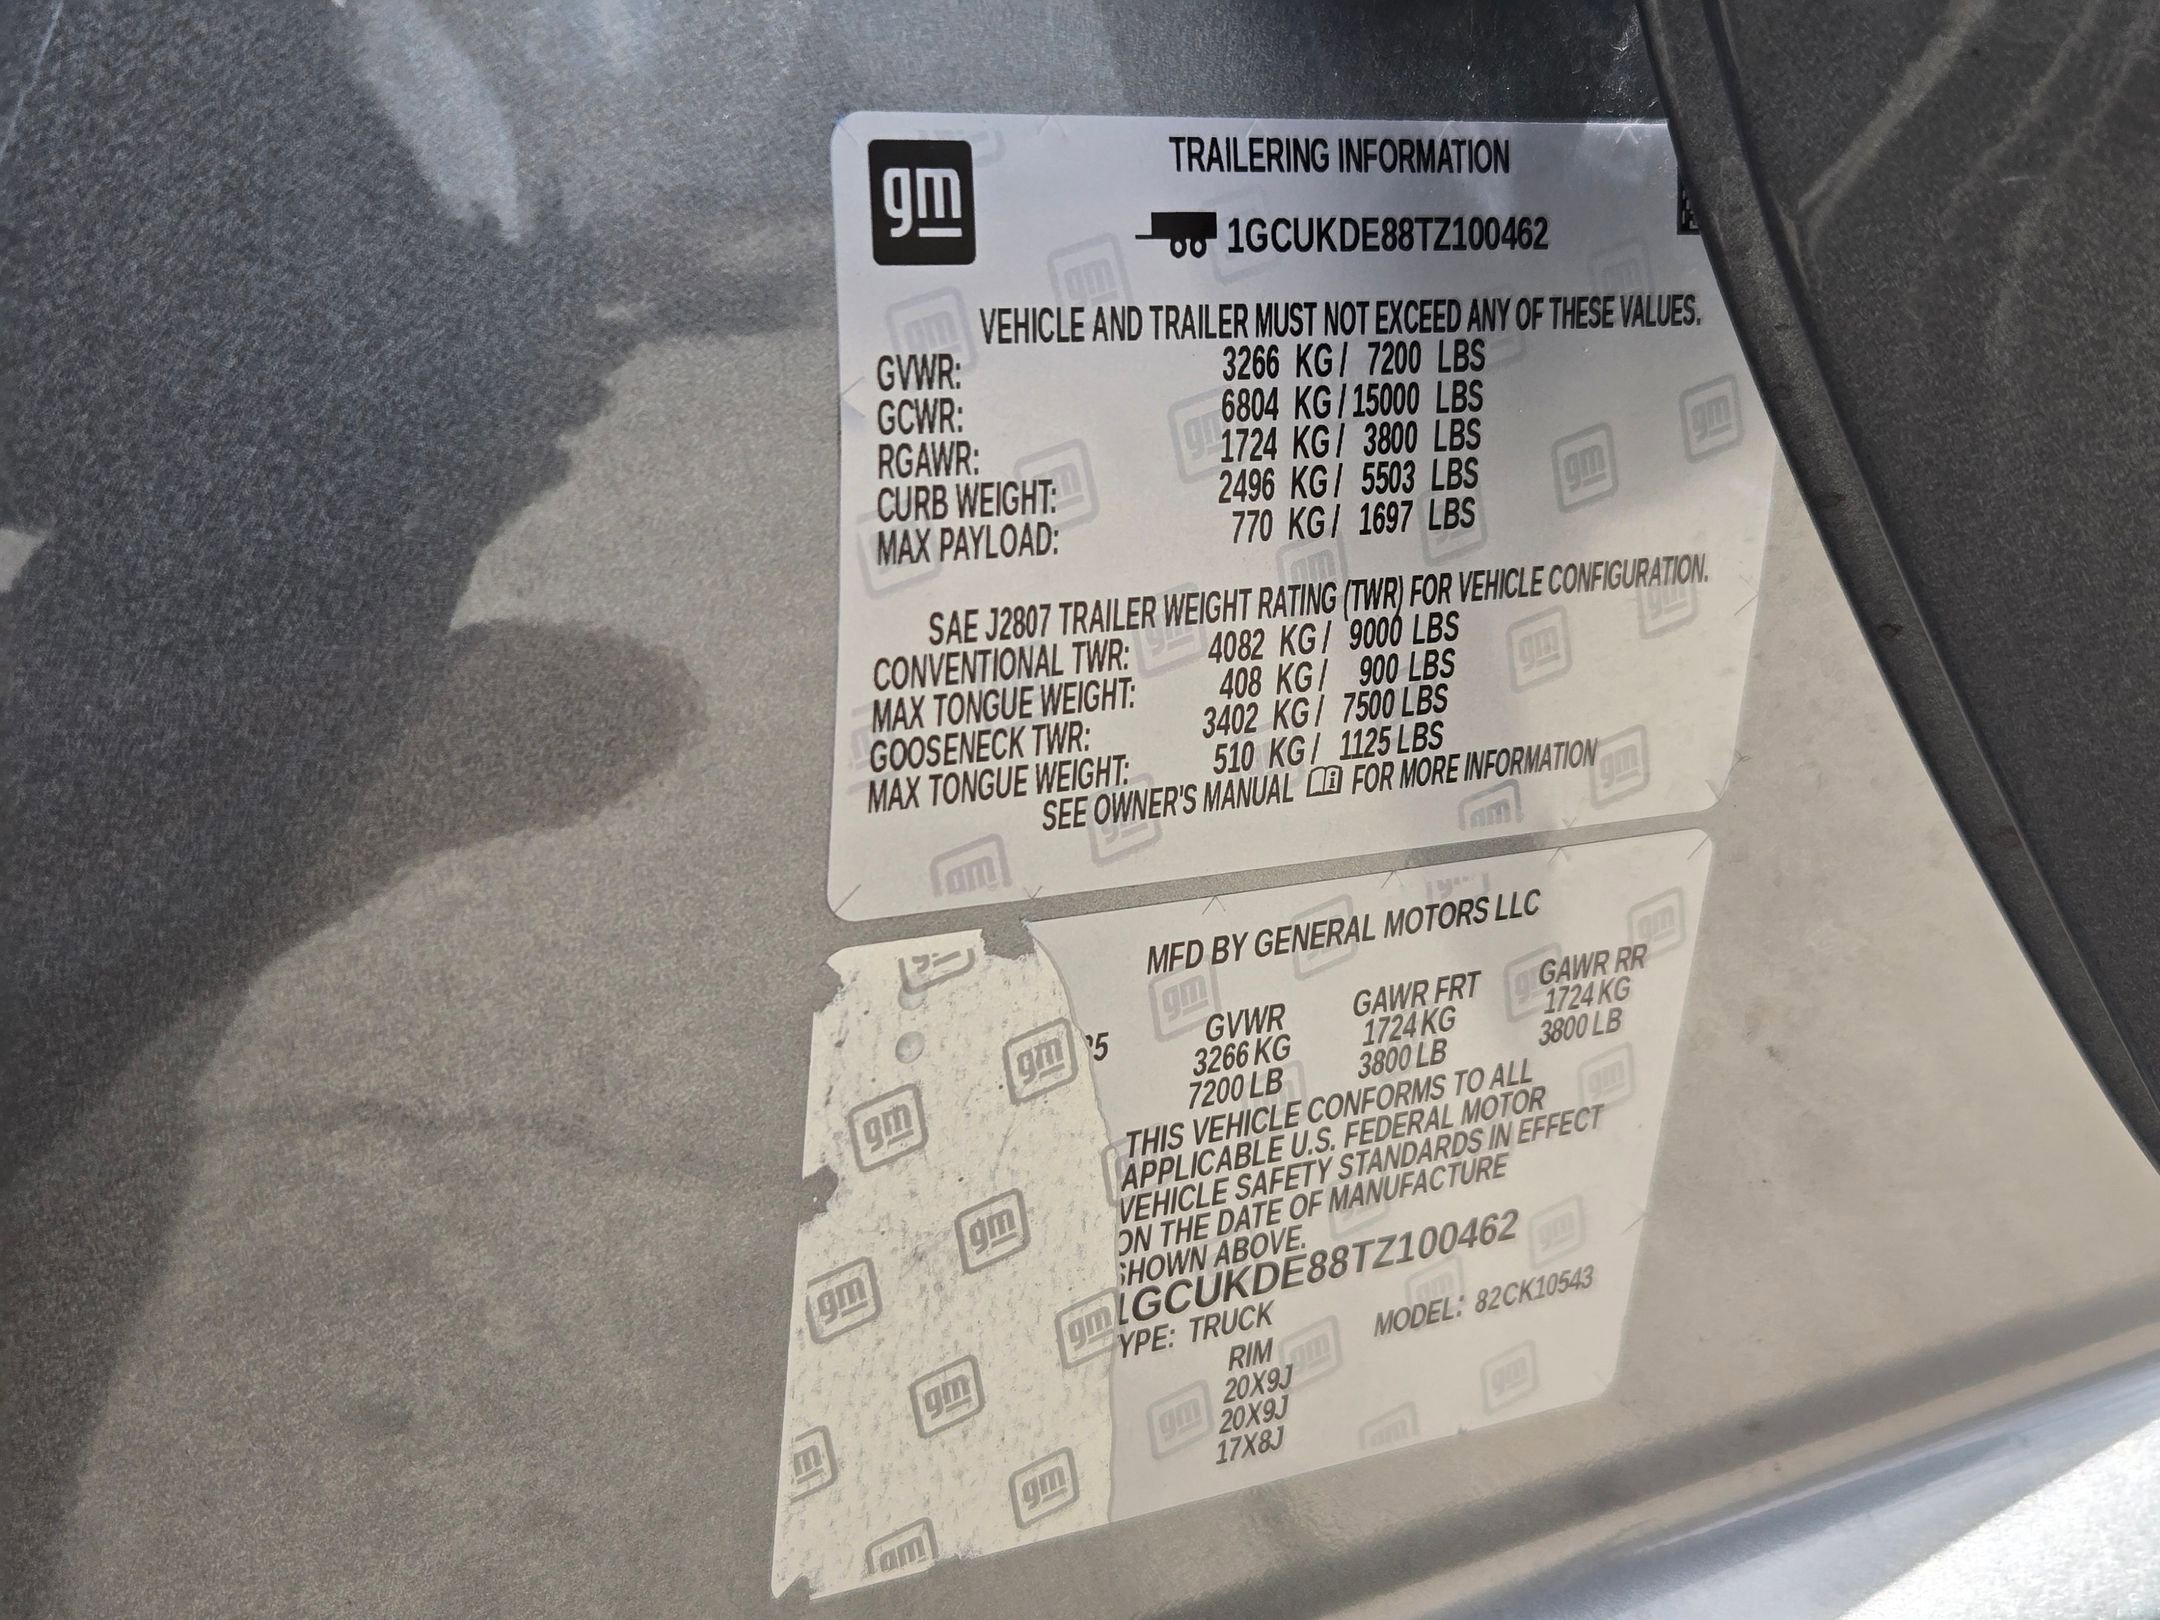 gm
TRAILERING INFORMATION
1GCUKDE88TZ100462
VEHICLE AND TRAILER MUST NOT EXCEED ANY OF THESE VALUES.
GVWR: 3266 KG / 7200 LBS
GCWR: 6804 KG / 15000 LBS
RGAWR: 1724 KG / 3800 LBS
CURB WEIGHT: 2496 KG / 5503 LBS
MAX PAYLOAD: 770 KG / 1697 LBS
SAE J2807 TRAILER WEIGHT RATING (TWR) FOR VEHICLE CONFIGURATION.
CONVENTIONAL TWR: 4082 KG / 9000 LBS
MAX TONGUE WEIGHT: 408 KG / 900 LBS
GOOSENECK TWR: 3402 KG / 7500 LBS
MAX TONGUE WEIGHT: 510 KG / 1125 LBS
SEE OWNER'S MANUAL FOR MORE INFORMATION
MFD BY GENERAL MOTORS LLC
5 GVWR GAWR FRT GAWR RR
3266 KG 1724 KG 1724 KG
7200 LB 3800 LB 3800 LB
THIS VEHICLE CONFORMS TO ALL
APPLICABLE U.S. FEDERAL MOTOR
VEHICLE SAFETY STANDARDS IN EFFECT
ON THE DATE OF MANUFACTURE
SHOWN ABOVE.
1GCUKDE88TZ100462
YPE: TRUCK MODEL: 82CK10543
RIM
20X9J
20X9J
17X8J